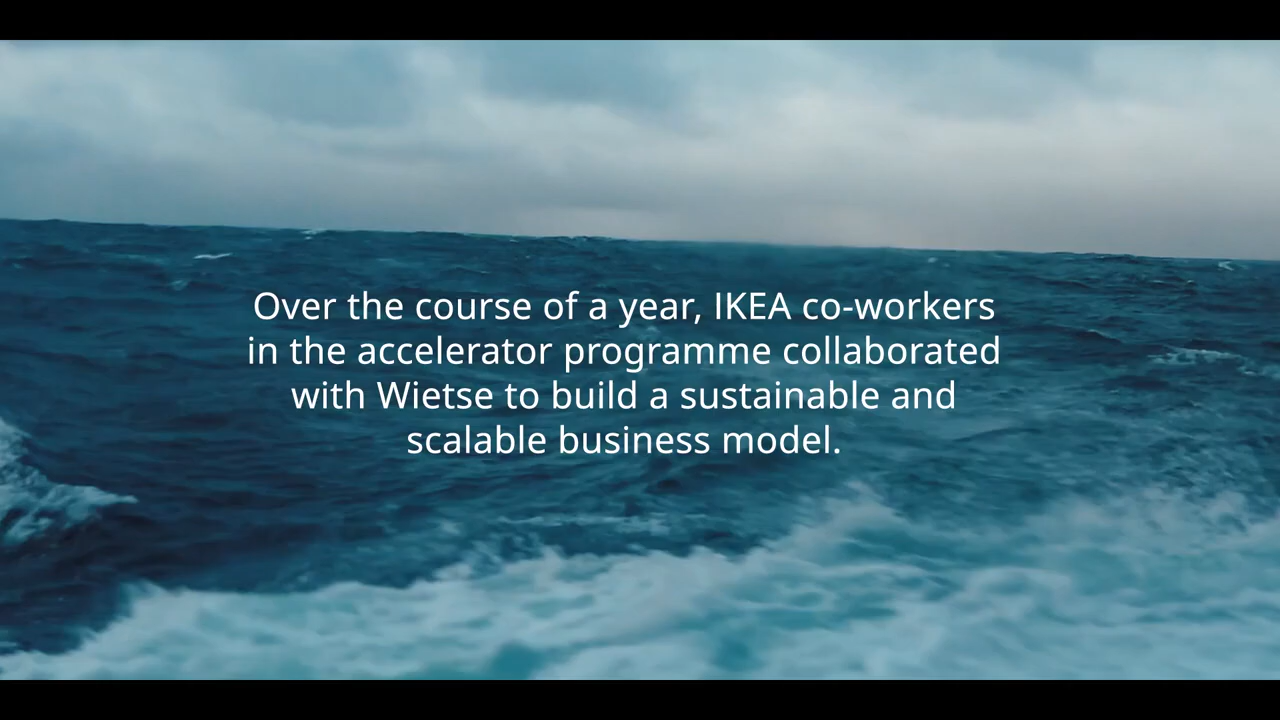 Over the course of a year, IKEA co-workers
in the accelerator programme collaborated
with Wietse to build a sustainable and
scalable business model.